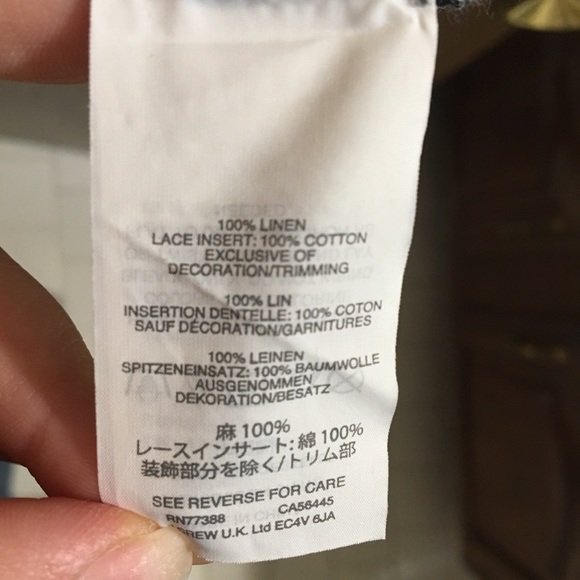 100% LINEN
LACE INSERT: 100% COTTON
EXCLUSIVE OF
DECORATION/TRIMMING
100% LIN
INSERTION DENTELLE: 100% COTON
SAUF DÉCORATION/GARNITURES
100% LEINEN
SPITZENEINSATZ: 100% BAUMWOLLE
AUSGENOMMEN
DEKORATION/BESATZ
麻 100%
レースインサート: 綿 100%
装飾部分を除く/トリム部
SEE REVERSE FOR CARE
RN77388 CA56445
REW U.K. Ltd EC4V 6JA